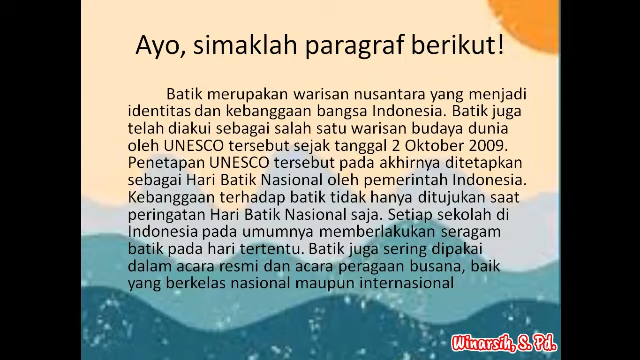 Ayo, simaklah paragraf berikut!
Batik merupakan warisan nusantara yang menjadi
identitas dan kebanggaan bangsa Indonesia. Batik juga
telah diakui sebagai salah satu warisan budaya dunia
oleh UNESCO tersebut sejak tanggal 2 Oktober 2009.
Penetapan UNESCO tersebut pada akhirnya ditetapkan
sebagai Hari Batik Nasional oleh pemerintah Indonesia.
Kebanggaan terhadap batik tidak hanya ditujukan saat
peringatan Hari Batik Nasional saja. Setiap sekolah di
Indonesia pada umumnya memberlakukan seragam
batik pada hari tertentu. Batik juga sering dipakai
dalam acara resmi dan acara peragaan busana, baik
yang berkelas nasional maupun internasional
Winarsih, S. Pd.